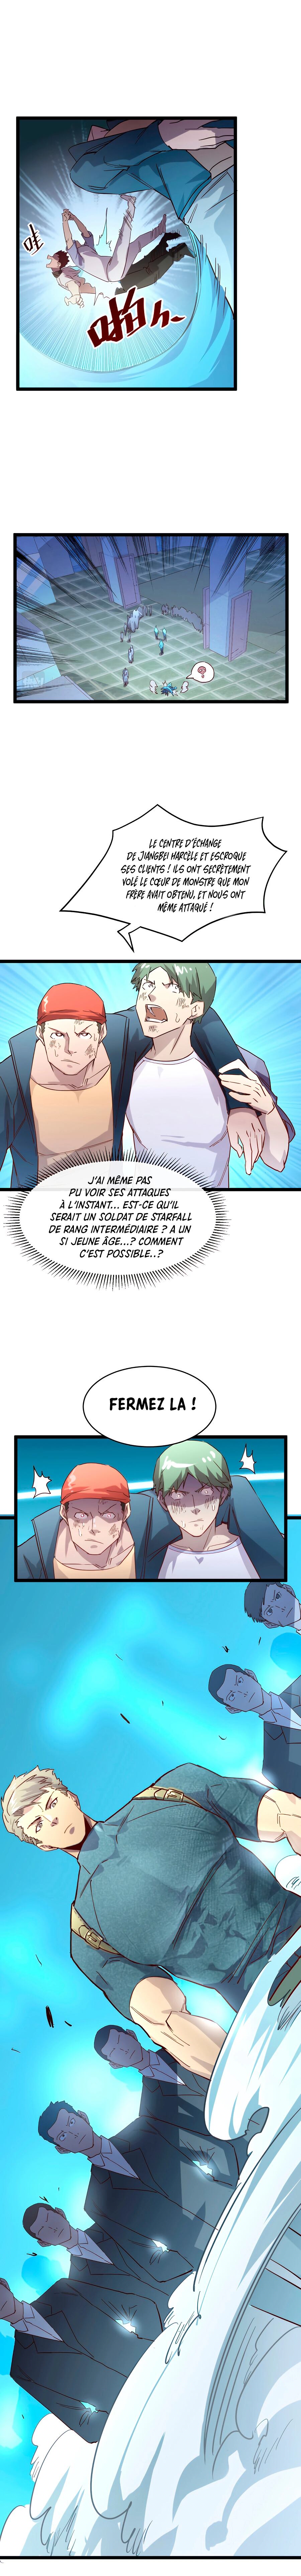 哇
啪
?
LE CENTRE D'ÉCHANGE
DE JIANGBEI HARCÈLE ET ESCROQUE
SES CLIENTS ! ILS ONT SECRÈTEMENT
VOLÉ LE CŒUR DE MONSTRE QUE MON
FRÈRE AVAIT OBTENU, ET NOUS ONT
MÊME ATTAQUÉ !
J'AI MÊME PAS
PU VOIR SES ATTAQUES
À L'INSTANT... EST-CE QU'IL
SERAIT UN SOLDAT DE STARFALL
DE RANG INTERMÉDIAIRE ? A UN
SI JEUNE ÂGE...? COMMENT
C'EST POSSIBLE..?
FERMEZ LA !